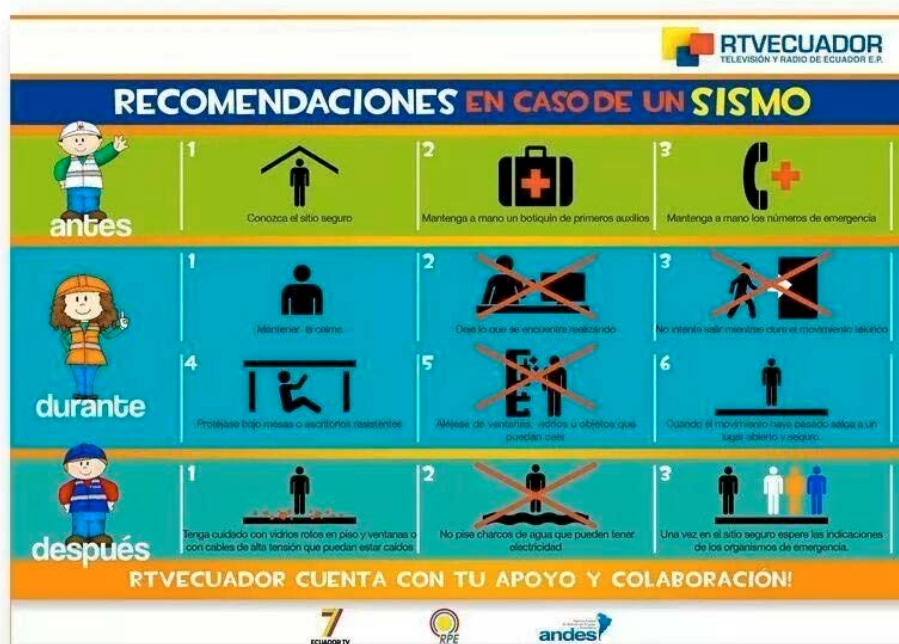 RTVECUADOR
TELEVISIÓN Y RADIO DE ECUADOR E.P.
RECOMENDACIONES EN CASO DE UN SISMO
antes
1
Conozca el sitio seguro
2
Mantenga a mano un botiquín de primeros auxilios
3
Mantenga a mano los números de emergencia
durante
1
Mantener la calma.
2
Deje lo que se encuentre realizando
3
No intente salir mientras dure el movimiento telúrico
4
Protéjase bajo mesas o escritorios resistentes
5
Aléjese de ventanas, vidrios u objetos que
puedan caer
6
Cuando el movimiento haya pasado salga a un
lugar abierto y seguro.
después
1
Tenga cuidado con vidrios rotos en piso y ventanas o
con cables de alta tensión que puedan estar caídos
2
No pise charcos de agua que pueden tener
electricidad
3
Una vez en el sitio seguro espere las indicaciones
de los organismos de emergencia.
RTVECUADOR CUENTA CON TU APOYO Y COLABORACIÓN!
7
ECUADOR TV
RPE
andes